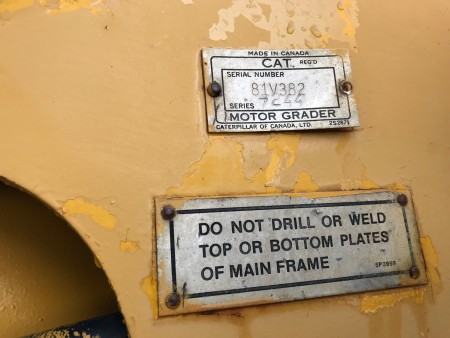 MADE IN CANADA
CAT. REG'D
SERIAL NUMBER
81V382
SERIES 7C44
MOTOR GRADER
CATERPILLAR OF CANADA, LTD.
DO NOT DRILL OR WELD
TOP OR BOTTOM PLATES
OF MAIN FRAME